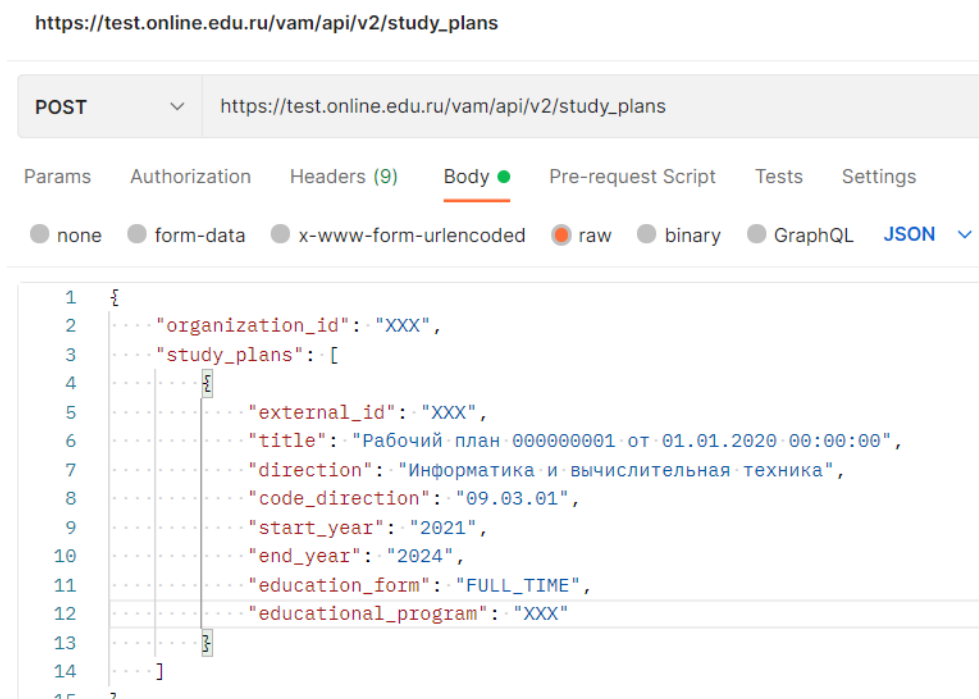 https://test.online.edu.ru/vam/api/v2/study_plans
POST https://test.online.edu.ru/vam/api/v2/study_plans
Params Authorization Headers (9) Body Pre-request Script Tests Settings
none form-data x-www-form-urlencoded raw binary GraphQL JSON
1 {
2 "organization_id": "XXX",
3 "study_plans": [
4 {
5 "external_id": "XXX",
6 "title": "Рабочий план 000000001 от 01.01.2020 00:00:00",
7 "direction": "Информатика и вычислительная техника",
8 "code_direction": "09.03.01",
9 "start_year": "2021",
10 "end_year": "2024",
11 "education_form": "FULL_TIME",
12 "educational_program": "XXX"
13 }
14 ]
15 }